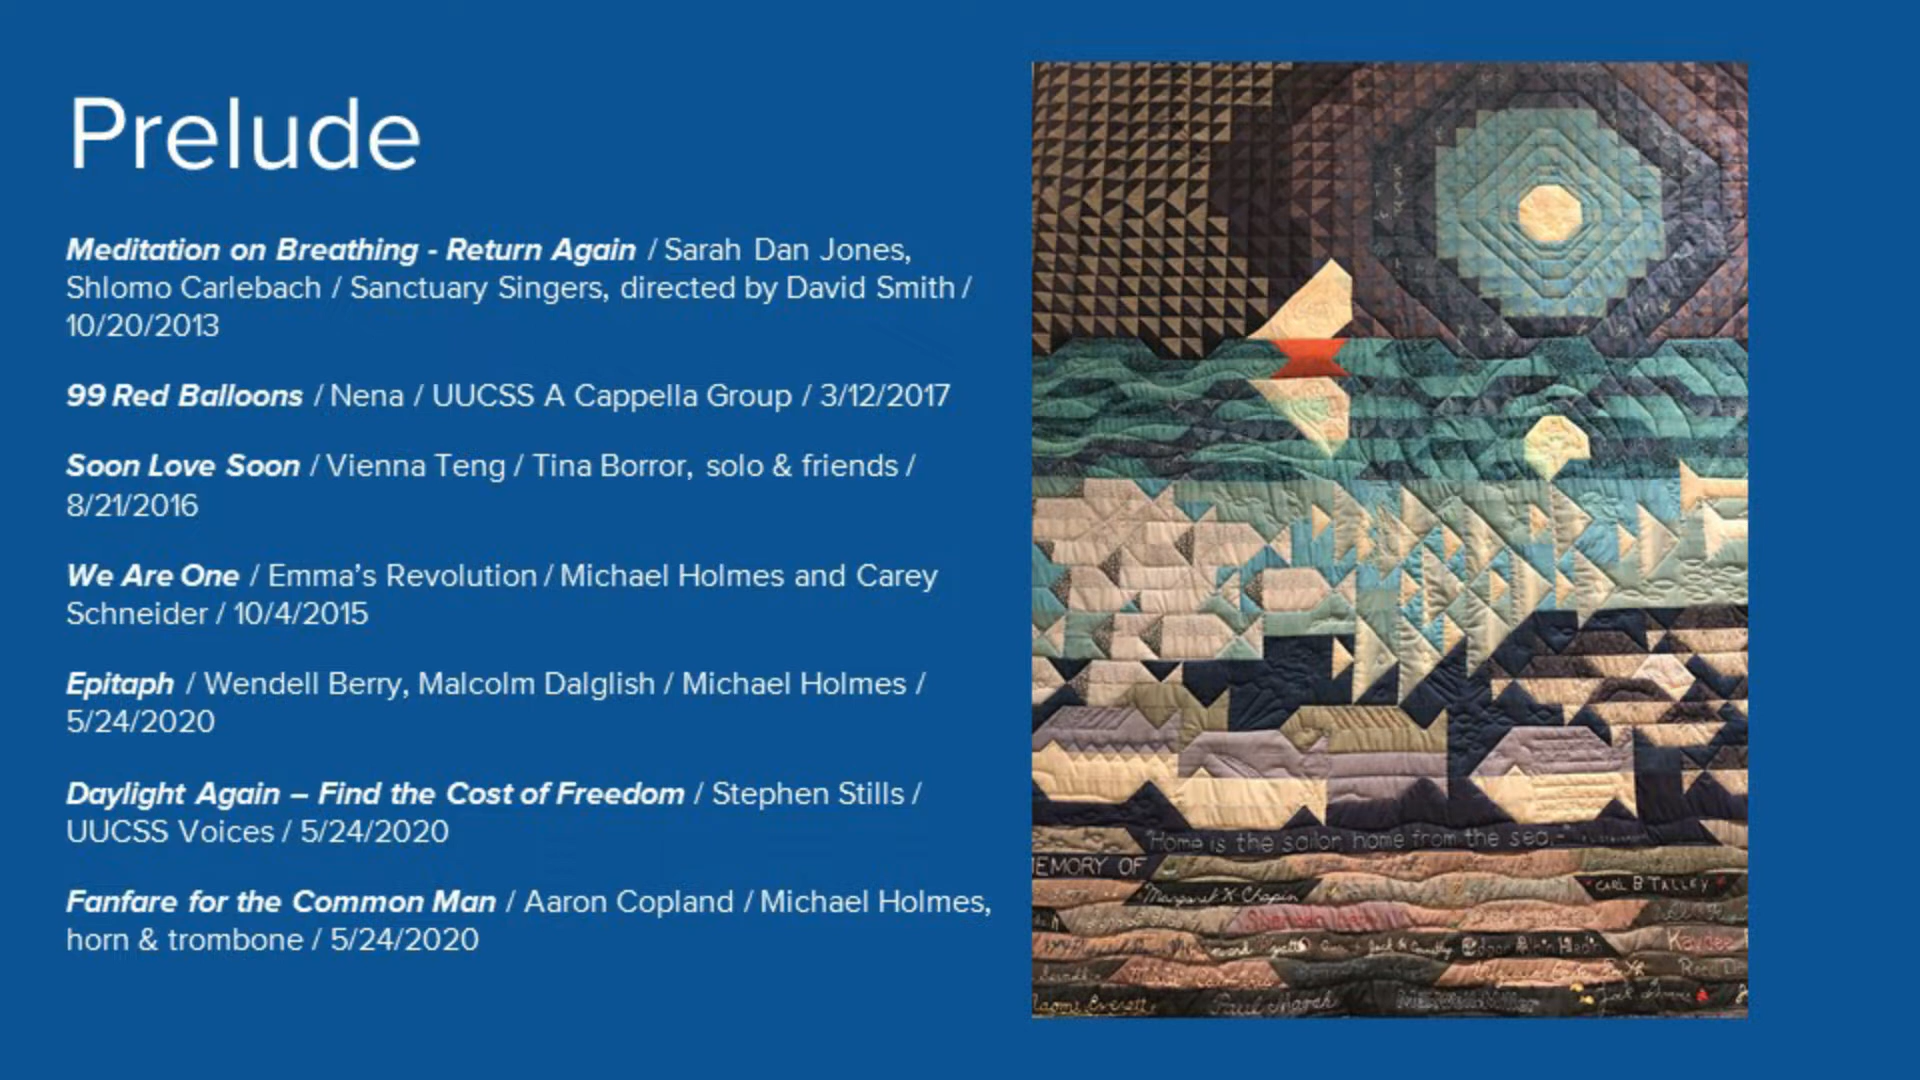 Prelude
Meditation on Breathing - Return Again / Sarah Dan Jones,
Shlomo Carlebach / Sanctuary Singers, directed by David Smith /
10/20/2013
99 Red Balloons / Nena / UUCSS A Cappella Group / 3/12/2017
Soon Love Soon / Vienna Teng / Tina Borror, solo & friends /
8/21/2016
We Are One / Emma's Revolution / Michael Holmes and Carey
Schneider / 10/4/2015
Epitaph / Wendell Berry, Malcolm Dalglish / Michael Holmes /
5/24/2020
Daylight Again – Find the Cost of Freedom / Stephen Stills /
UUCSS Voices / 5/24/2020
Fanfare for the Common Man / Aaron Copland / Michael Holmes,
horn & trombone / 5/24/2020
"Home is the sailor, home from the sea,
EMORY OF
Margaret K Chapin
CARL B TALLEY
Kaydee
Naomi Everett
Paul Marsh